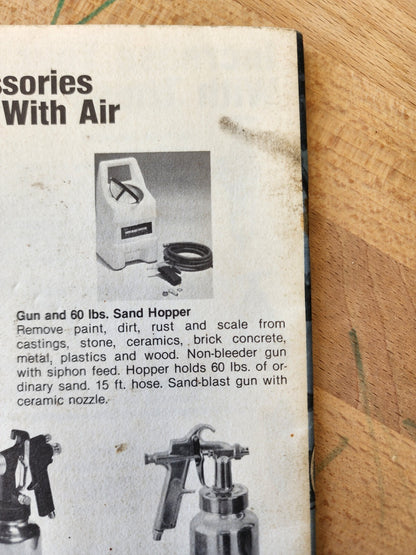 ssories
With Air
Gun and 60 lbs. Sand Hopper
Remove paint, dirt, rust and scale from
castings, stone, ceramics, brick concrete,
metal, plastics and wood. Non-bleeder gun
with siphon feed. Hopper holds 60 lbs. of or-
dinary sand. 15 ft. hose. Sand-blast gun with
ceramic nozzle.